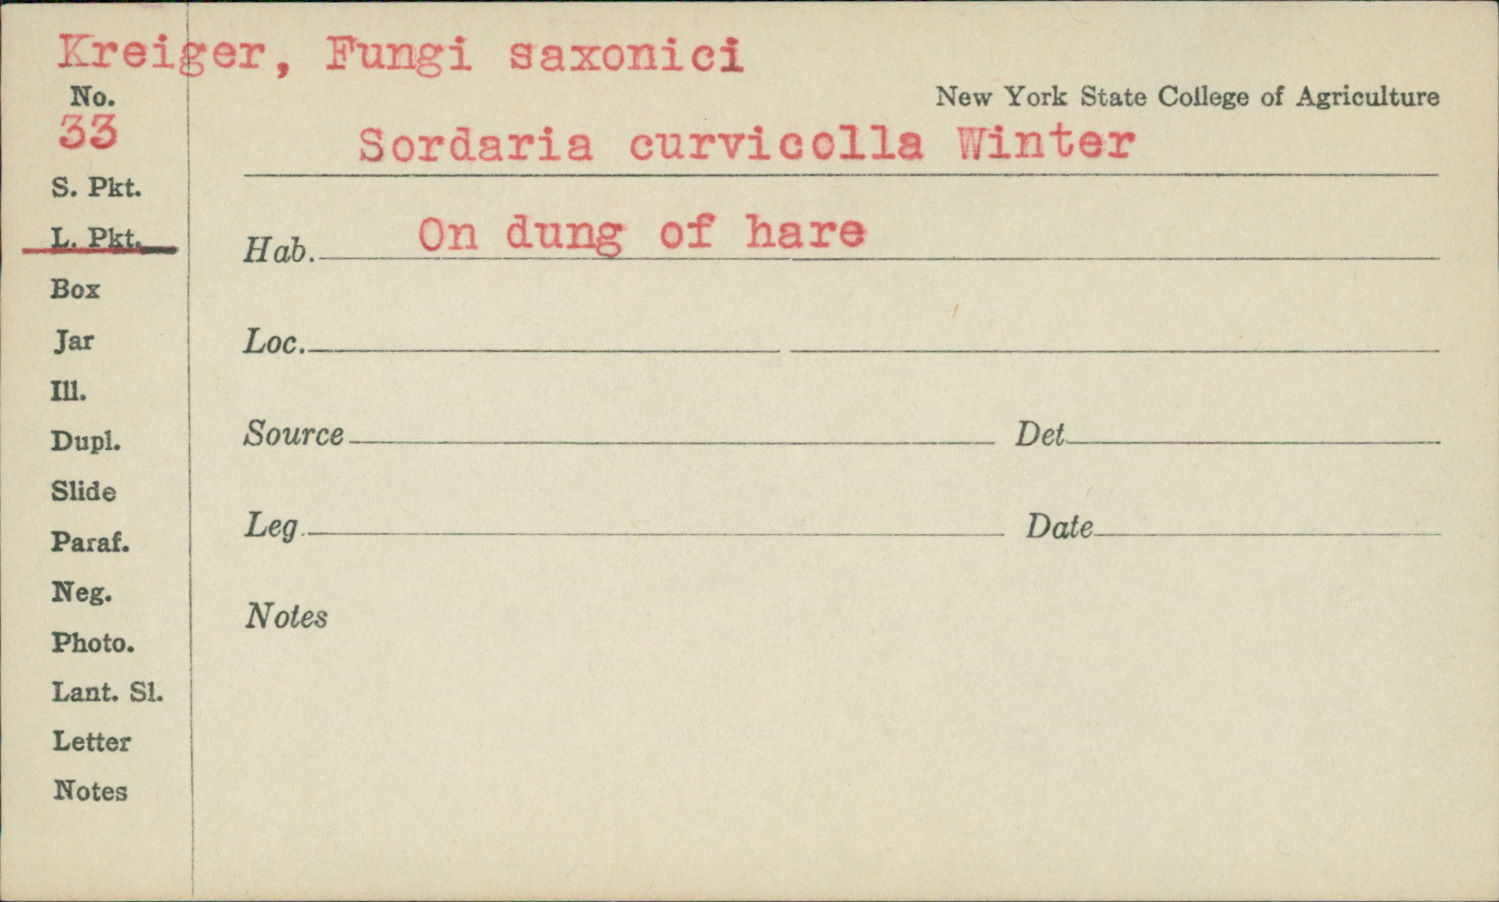 Kreiger, Fungi saxonici
No.
New York State College of Agriculture
33
Sordaria curvicolla Winter
S. Pkt.
L. Pkt.
Hab. On dung of hare
Box
Jar
Loc.
Ill.
Dupl.
Source Det
Slide
Leg. Date
Paraf.
Neg.
Notes
Photo.
Lant. Sl.
Letter
Notes